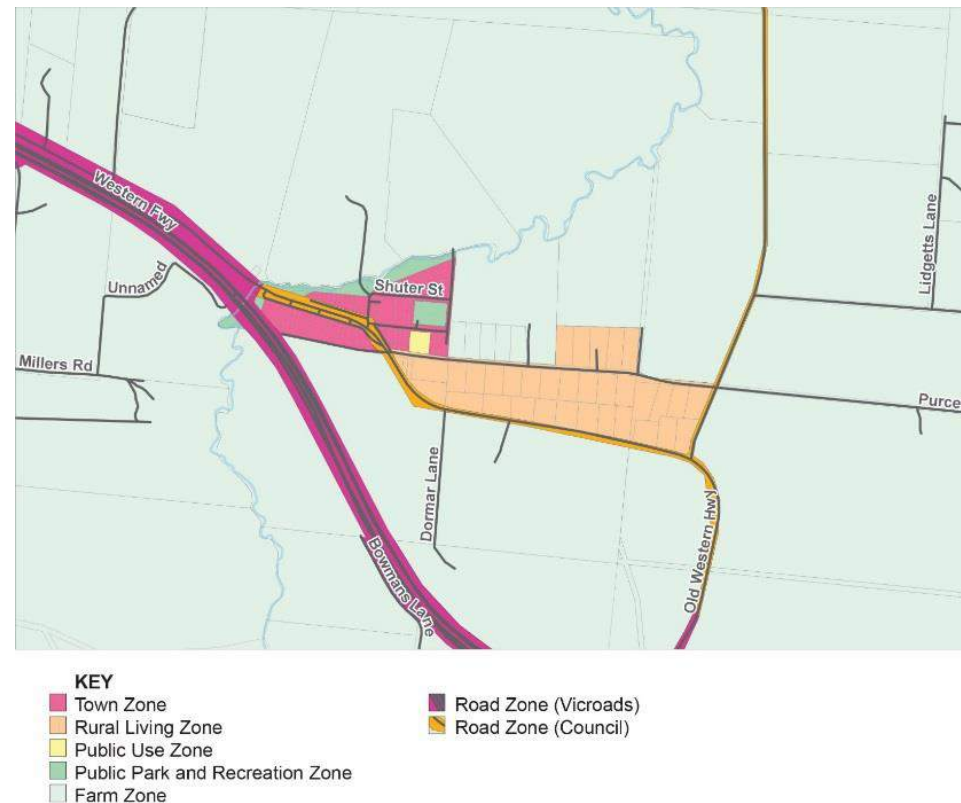 Western Fwy
Unnamed
Millers Rd
Shuter St
Lidgetts Lane
Purce
Dormar Lane
Bowmans Lane
Old Western Hwy
KEY
Town Zone
Rural Living Zone
Public Use Zone
Public Park and Recreation Zone
Farm Zone
Road Zone (Vicroads)
Road Zone (Council)